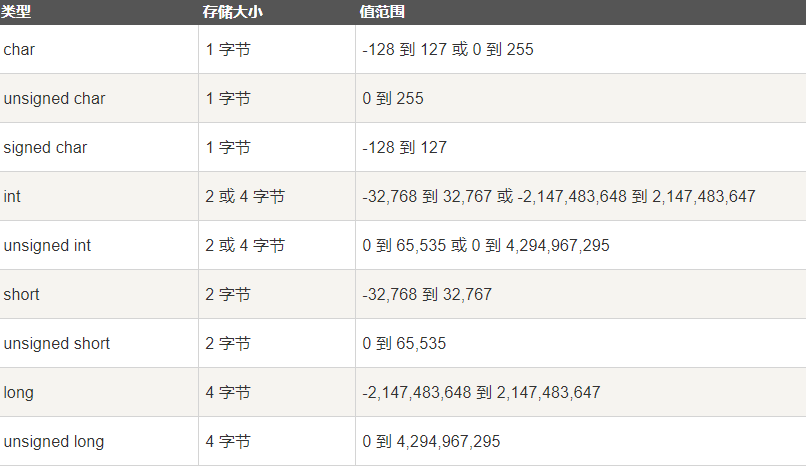 类型 存储大小 值范围
char 1 字节 -128 到 127 或 0 到 255
unsigned char 1 字节 0 到 255
signed char 1 字节 -128 到 127
int 2 或 4 字节 -32,768 到 32,767 或 -2,147,483,648 到 2,147,483,647
unsigned int 2 或 4 字节 0 到 65,535 或 0 到 4,294,967,295
short 2 字节 -32,768 到 32,767
unsigned short 2 字节 0 到 65,535
long 4 字节 -2,147,483,648 到 2,147,483,647
unsigned long 4 字节 0 到 4,294,967,295